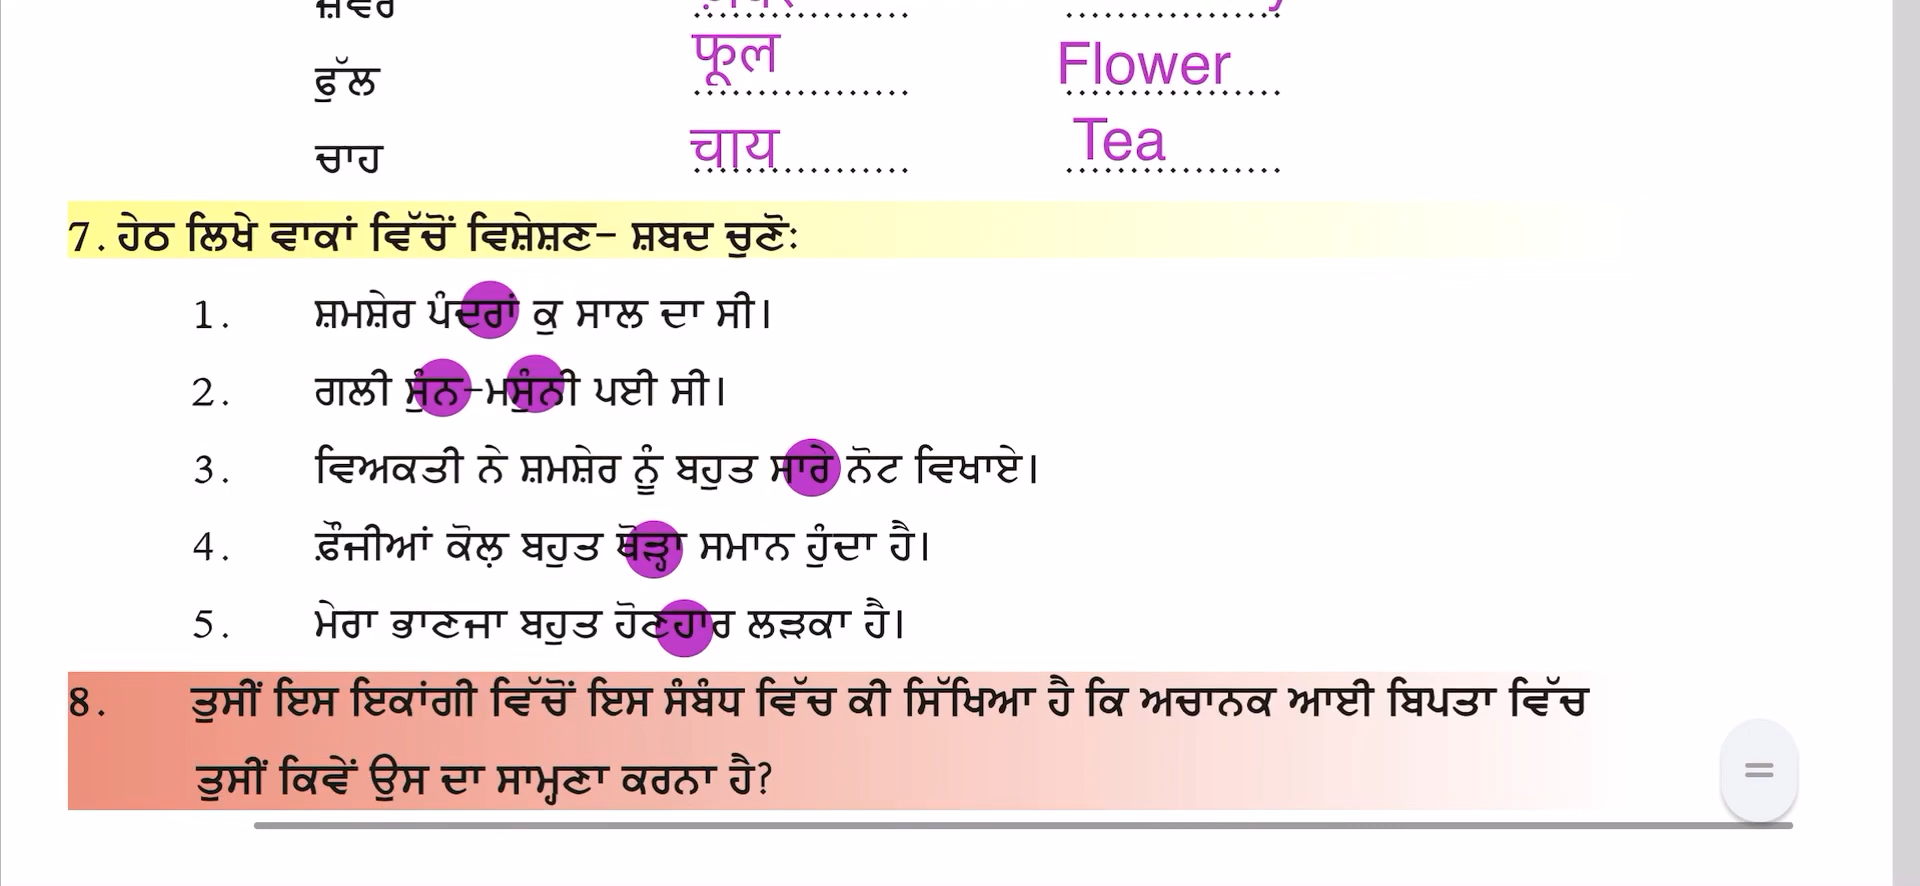 ਫੁੱਲ फूल Flower
ਚਾਹ चाय Tea
7. ਹੇਠ ਲਿਖੇ ਵਾਕਾਂ ਵਿੱਚੋਂ ਵਿਸ਼ੇਸ਼ਣ- ਸ਼ਬਦ ਚੁਣੋ:
1. ਸ਼ਮਸ਼ੇਰ ਪੰਦਰਾਂ ਕੁ ਸਾਲ ਦਾ ਸੀ।
2. ਗਲੀ ਸੁੰਨ-ਮਸੁੰਨੀ ਪਈ ਸੀ।
3. ਵਿਅਕਤੀ ਨੇ ਸ਼ਮਸ਼ੇਰ ਨੂੰ ਬਹੁਤ ਸਾਰੇ ਨੋਟ ਵਿਖਾਏ।
4. ਫ਼ੌਜੀਆਂ ਕੋਲ਼ ਬਹੁਤ ਥੋੜ੍ਹਾ ਸਮਾਨ ਹੁੰਦਾ ਹੈ।
5. ਮੇਰਾ ਭਾਣਜਾ ਬਹੁਤ ਹੋਣਹਾਰ ਲੜਕਾ ਹੈ।
8. ਤੁਸੀਂ ਇਸ ਇਕਾਂਗੀ ਵਿੱਚੋਂ ਇਸ ਸੰਬੰਧ ਵਿੱਚ ਕੀ ਸਿੱਖਿਆ ਹੈ ਕਿ ਅਚਾਨਕ ਆਈ ਬਿਪਤਾ ਵਿੱਚ
ਤੁਸੀਂ ਕਿਵੇਂ ਉਸ ਦਾ ਸਾਮ੍ਹਣਾ ਕਰਨਾ ਹੈ?